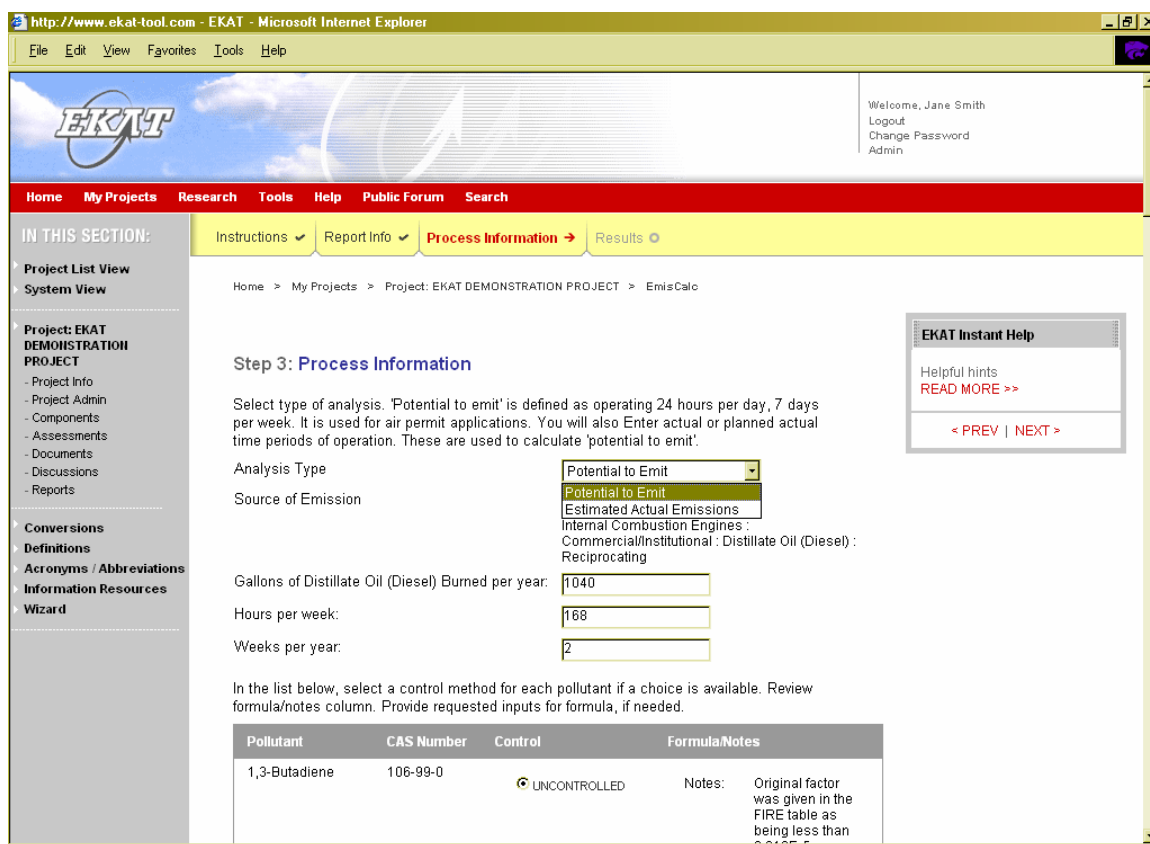 http://www.ekat-tool.com - EKAT - Microsoft Internet Explorer
File Edit View Favorites Tools Help
EKAT
Welcome, Jane Smith
Logout
Change Password
Admin
Home My Projects Research Tools Help Public Forum Search
IN THIS SECTION:
Project List View
System View
Project: EKAT
DEMONSTRATION
PROJECT
- Project Info
- Project Admin
- Components
- Assessments
- Documents
- Discussions
- Reports
Conversions
Definitions
Acronyms / Abbreviations
Information Resources
Wizard
Instructions Report Info Process Information Results
Home > My Projects > Project: EKAT DEMONSTRATION PROJECT > EmisCalc
Step 3: Process Information
Select type of analysis. 'Potential to emit' is defined as operating 24 hours per day, 7 days
per week. It is used for air permit applications. You will also Enter actual or planned actual
time periods of operation. These are used to calculate 'potential to emit'.
Analysis Type Potential to Emit
Potential to Emit
Estimated Actual Emissions
Source of Emission
Internal Combustion Engines :
Commercial/Institutional : Distillate Oil (Diesel) :
Reciprocating
Gallons of Distillate Oil (Diesel) Burned per year: 1040
Hours per week: 168
Weeks per year: 2
In the list below, select a control method for each pollutant if a choice is available. Review
formula/notes column. Provide requested inputs for formula, if needed.
Pollutant CAS Number Control Formula/Notes
1,3-Butadiene 106-99-0 UNCONTROLLED Notes: Original factor
was given in the
FIRE table as
being less than
EKAT Instant Help
Helpful hints
READ MORE >>
< PREV | NEXT >